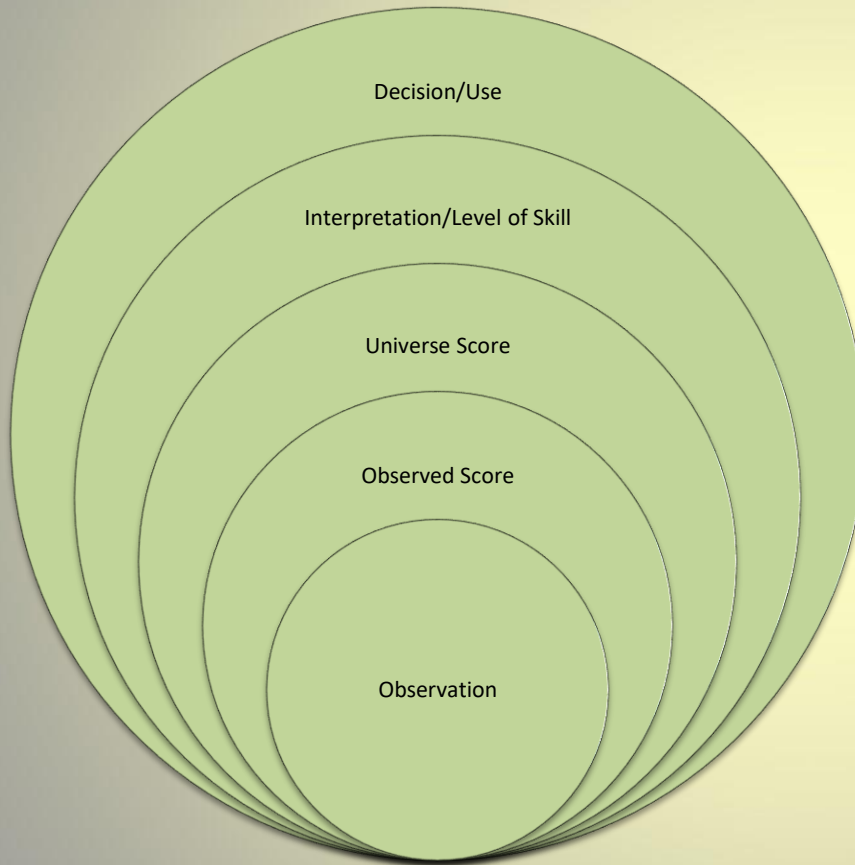 Decision/Use
Interpretation/Level of Skill
Universe Score
Observed Score
Observation